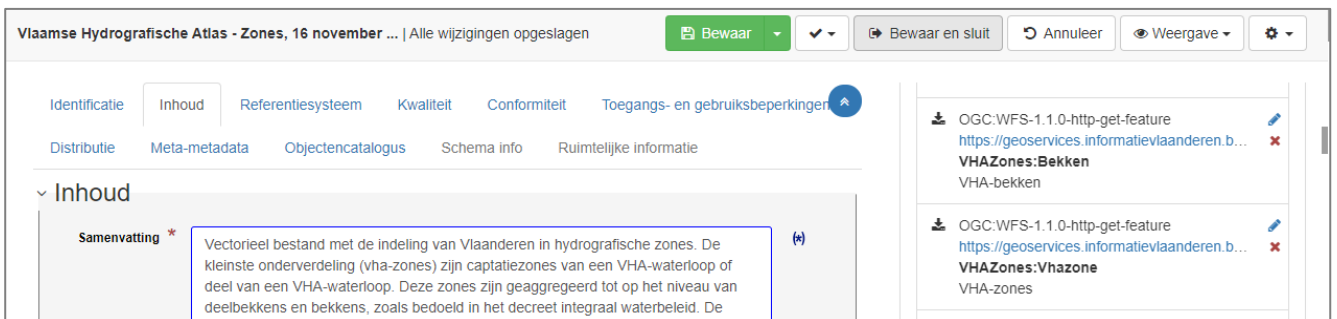 Vlaamse Hydrografische Atlas - Zones, 16 november ... | Alle wijzigingen opgeslagen
Bewaar
Bewaar en sluit
Annuleer
Weergave
Identificatie Inhoud Referentiesysteem Kwaliteit Conformiteit Toegangs- en gebruiksbeperkingen
Distributie Meta-metadata Objectencatalogus Schema info Ruimtelijke informatie
Inhoud
Samenvatting *
Vectorieel bestand met de indeling van Vlaanderen in hydrografische zones. De
kleinste onderverdeling (vha-zones) zijn captatiezones van een VHA-waterloop of
deel van een VHA-waterloop. Deze zones zijn geaggregeerd tot op het niveau van
deelbekkens en bekkens, zoals bedoeld in het decreet integraal waterbeleid. De
(*)
OGC:WFS-1.1.0-http-get-feature
https://geoservices.informatievlaanderen.b...
VHAZones:Bekken
VHA-bekken
OGC:WFS-1.1.0-http-get-feature
https://geoservices.informatievlaanderen.b...
VHAZones:Vhazone
VHA-zones